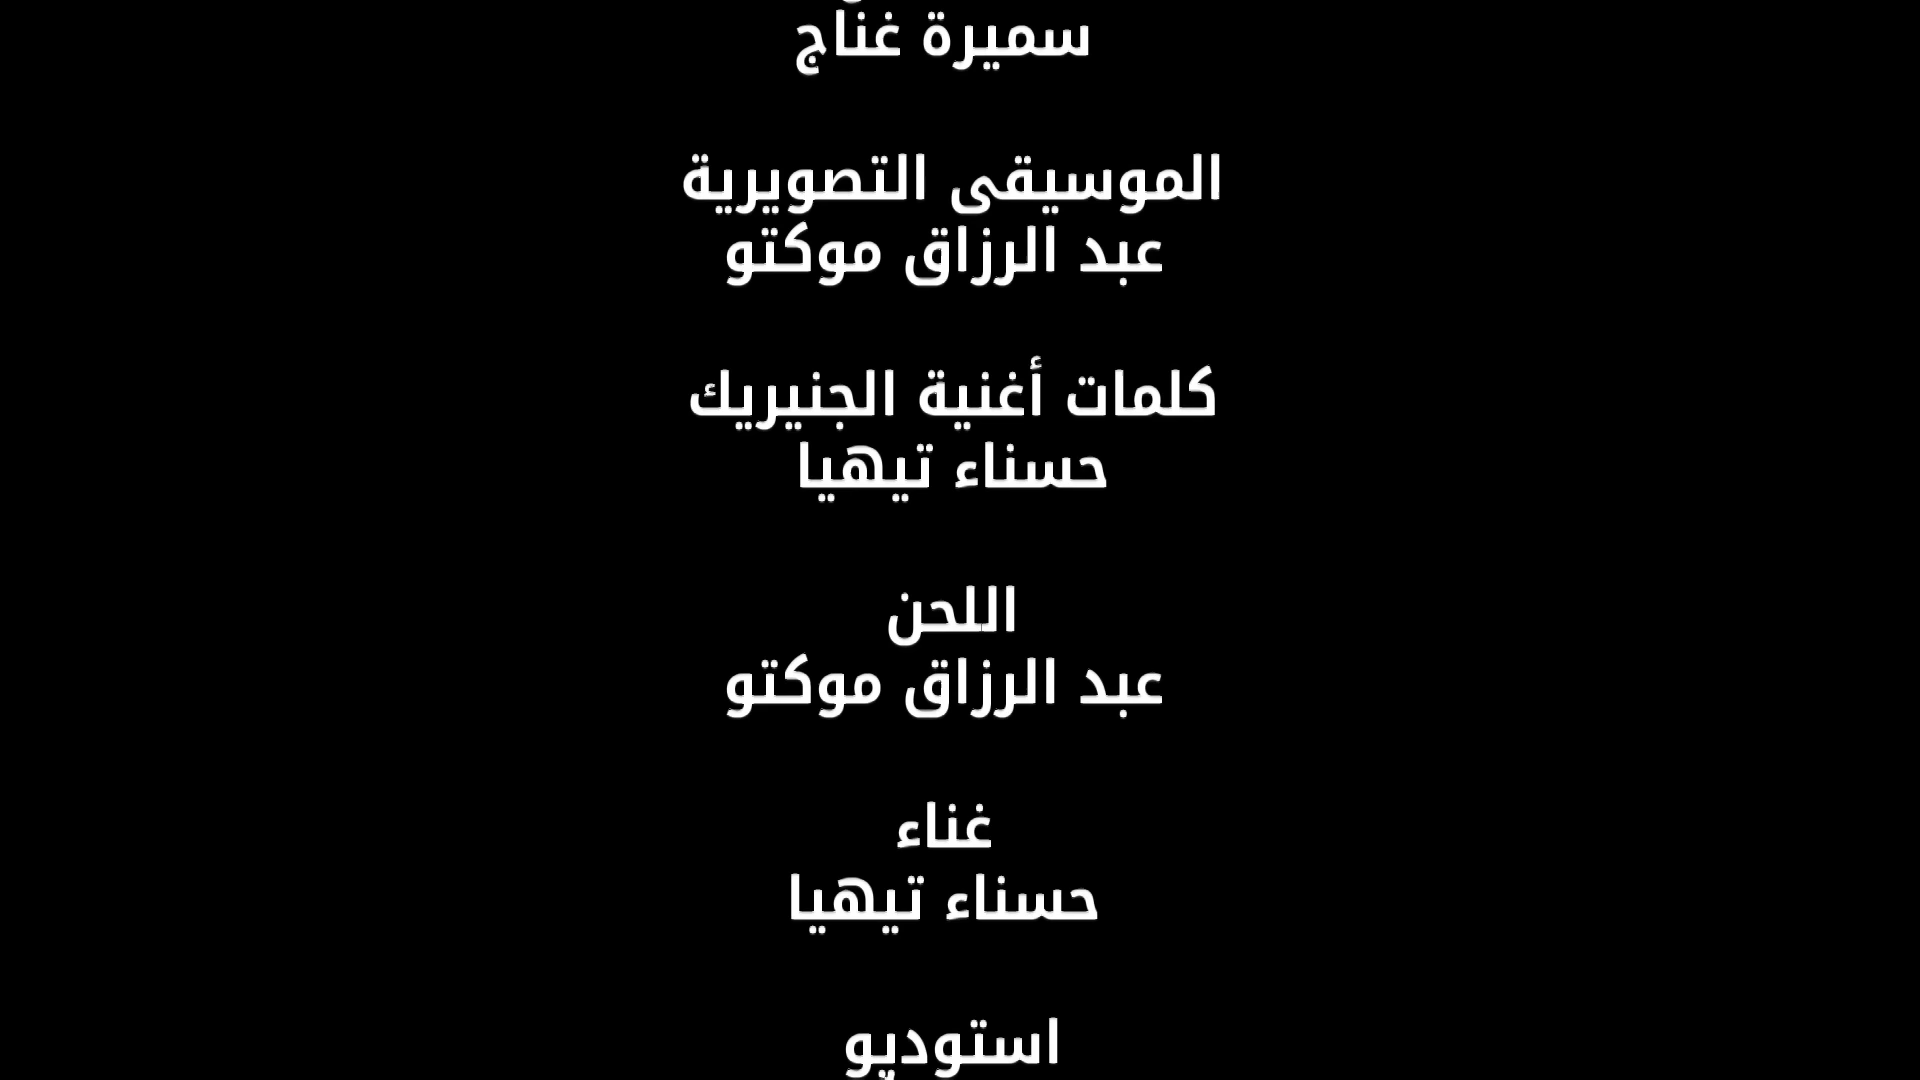 سميرة غناج
الموسيقى التصويرية
عبد الرزاق موكتو
كلمات أغنية الجنيريك
حسناء تيهيا
اللحن
عبد الرزاق موكتو
غناء
حسناء تيهيا
استوديو